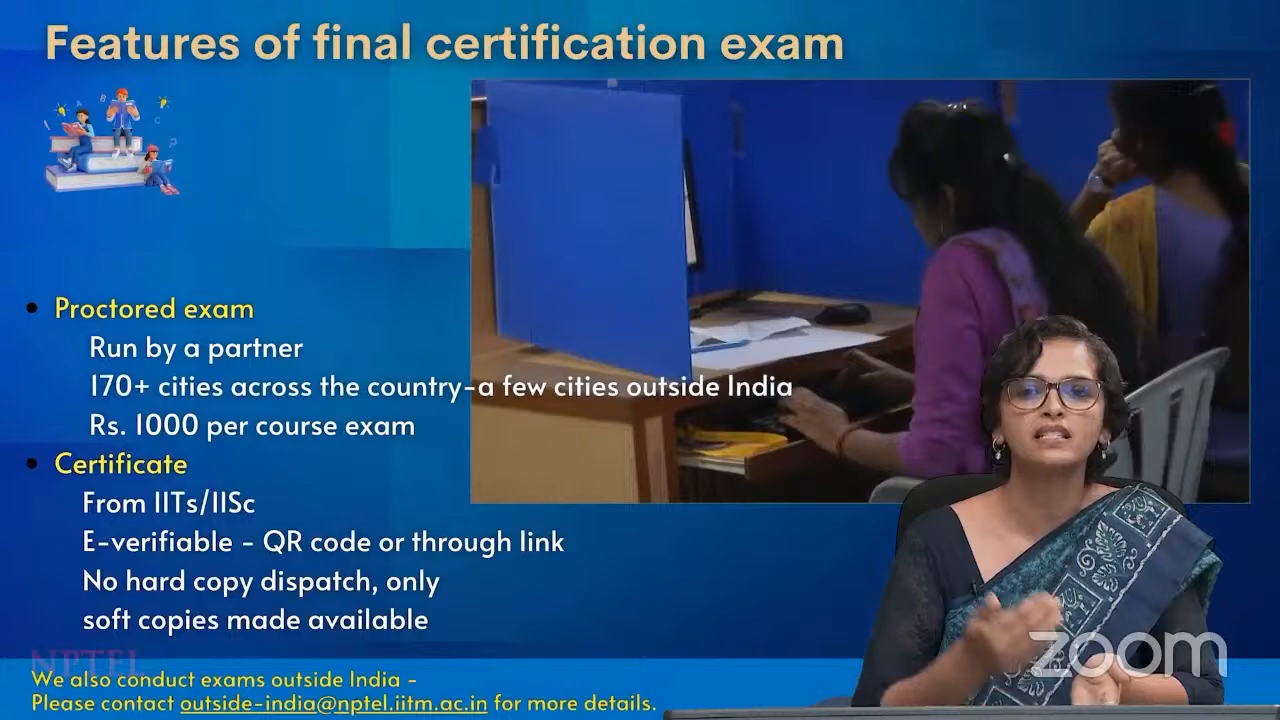 Features of final certification exam
Proctored exam
Run by a partner
170+ cities across the country-a few cities outside India
Rs. 1000 per course exam
Certificate
From IITs/IISc
E-verifiable - QR code or through link
No hard copy dispatch, only
soft copies made available
NPTEL
We also conduct exams outside India -
Please contact outside-india@nptel.iitm.ac.in for more details.
zoom